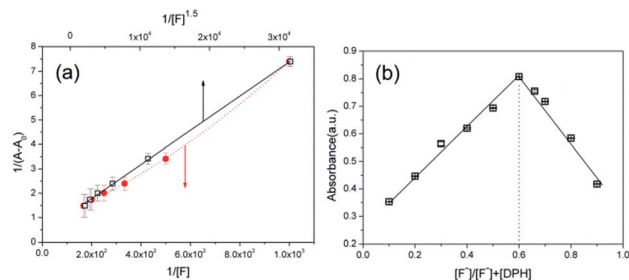 1/[F]^1.5
0 1x10^4 2x10^4 3x10^4
(a)
1/(A-A_0)
8
7
6
5
4
3
2
1
0
2.0x10^2 4.0x10^2 6.0x10^2 8.0x10^2 1.0x10^3
1/[F]
(b)
Absorbance(a.u.)
0.9
0.8
0.7
0.6
0.5
0.4
0.3
0.2
0.0 0.2 0.4 0.6 0.8 1.0
[F^-]/[F^-]+[DPH]